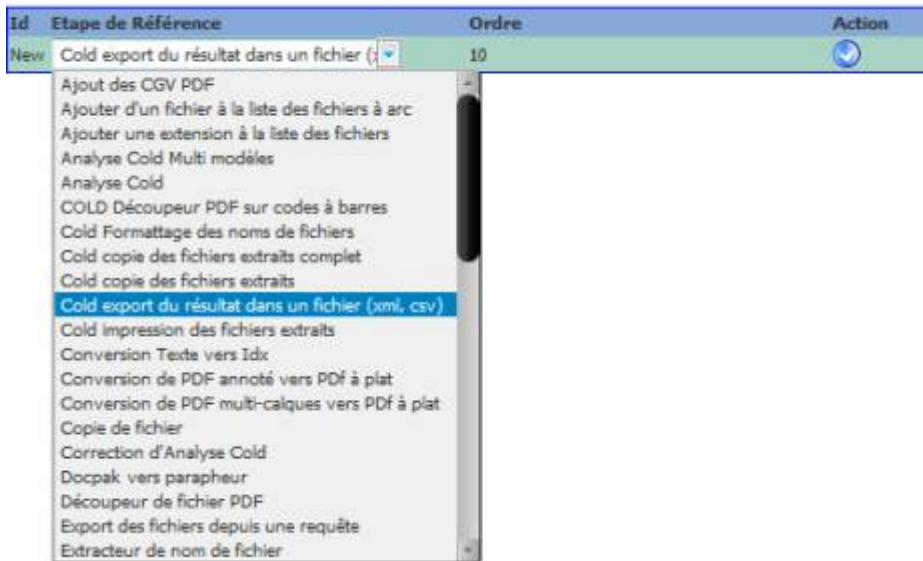 Id Etape de Référence Ordre Action
New Cold export du résultat dans un fichier (x 10
Ajout des CGV PDF
Ajouter d'un fichier à la liste des fichiers à arc
Ajouter une extension à la liste des fichiers
Analyse Cold Multi modèles
Analyse Cold
COLD Découpeur PDF sur codes à barres
Cold Formattage des noms de fichiers
Cold copie des fichiers extraits complet
Cold copie des fichiers extraits
Cold export du résultat dans un fichier (xml, csv)
Cold impression des fichiers extraits
Conversion Texte vers Idx
Conversion de PDF annoté vers PDf à plat
Conversion de PDF multi-calques vers PDf à plat
Copie de fichier
Correction d'Analyse Cold
Docpak vers parapheur
Découpeur de fichier PDF
Export des fichiers depuis une requête
Extracteur de nom de fichier